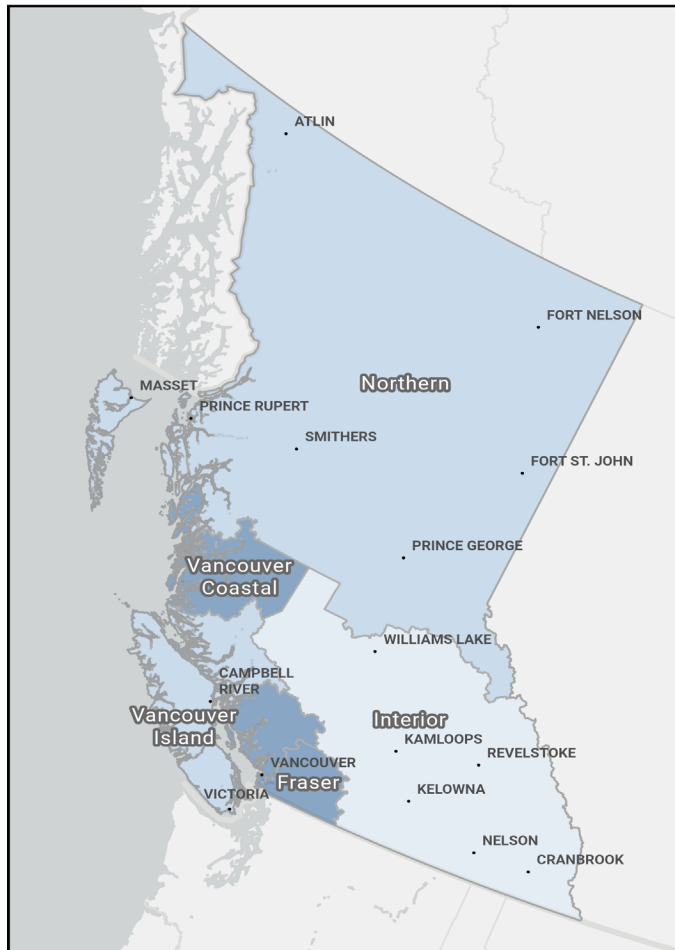 ATLIN
FORT NELSON
Northern
MASSET
PRINCE RUPERT
SMITHERS
FORT ST. JOHN
PRINCE GEORGE
Vancouver
Coastal
WILLIAMS LAKE
CAMPBELL
RIVER
Vancouver
Island
Interior
KAMLOOPS
REVELSTOKE
VANCOUVER
Fraser
KELOWNA
VICTORIA
NELSON
CRANBROOK